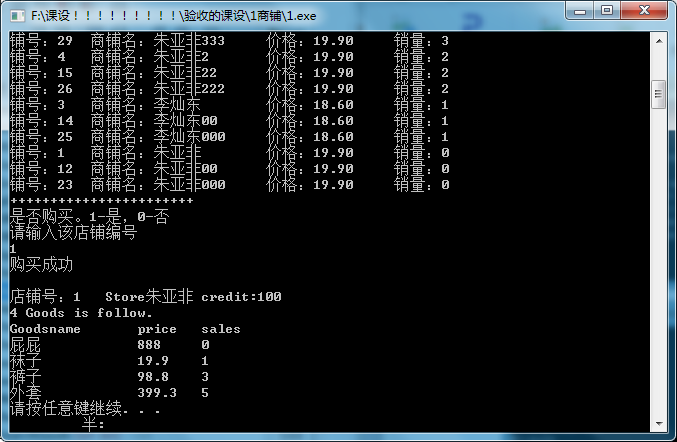 F:\课设！！！！！！！！！\验收的课设\1商铺\1.exe
铺号：29 商铺名：朱亚非333 价格：19.90 销量：3
铺号：4 商铺名：朱亚非2 价格：19.90 销量：2
铺号：15 商铺名：朱亚非22 价格：19.90 销量：2
铺号：26 商铺名：朱亚非222 价格：19.90 销量：2
铺号：3 商铺名：李灿东 价格：18.60 销量：1
铺号：14 商铺名：李灿东00 价格：18.60 销量：1
铺号：25 商铺名：李灿东000 价格：18.60 销量：1
铺号：1 商铺名：朱亚非 价格：19.90 销量：0
铺号：12 商铺名：朱亚非00 价格：19.90 销量：0
铺号：23 商铺名：朱亚非000 价格：19.90 销量：0
+++++++++++++++++++++++
是否购买。1-是，0-否
请输入该店铺编号
1
购买成功
店铺号：1 Store朱亚非 credit:100
4 Goods is follow.
Goodsname price sales
屁屁 888 0
袜子 19.9 1
裤子 98.8 3
外套 399.3 5
请按任意键继续. . .
半：